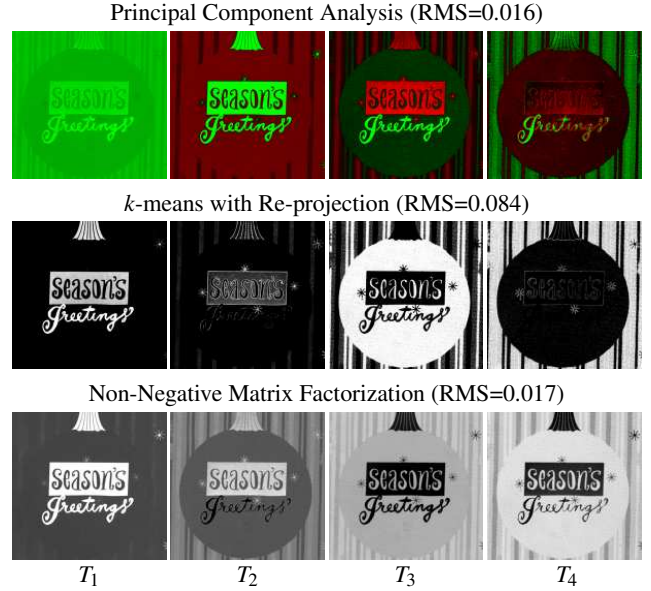 Principal Component Analysis (RMS=0.016)
Season's Season's Season's Season's
Greetings Greetings Greetings Greetings
k-means with Re-projection (RMS=0.084)
Season's Season's Season's Season's
Greetings Greetings Greetings
Non-Negative Matrix Factorization (RMS=0.017)
Season's Season's Season's Season's
Greetings Greetings Greetings Greetings
T1 T2 T3 T4